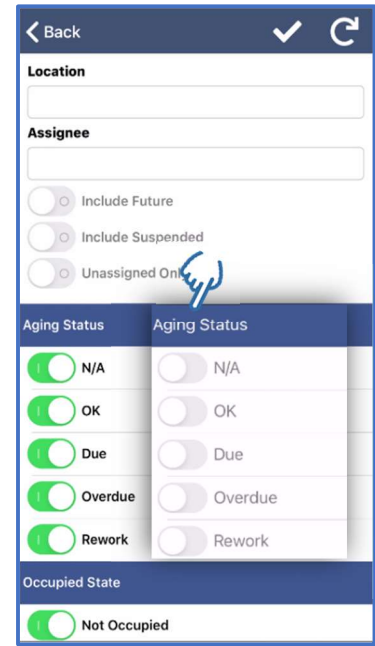 Back
Location
Assignee
Include Future
Include Suspended
Unassigned Only
Aging Status
Aging Status
N/A
N/A
OK
OK
Due
Due
Overdue
Overdue
Rework
Rework
Occupied State
Not Occupied